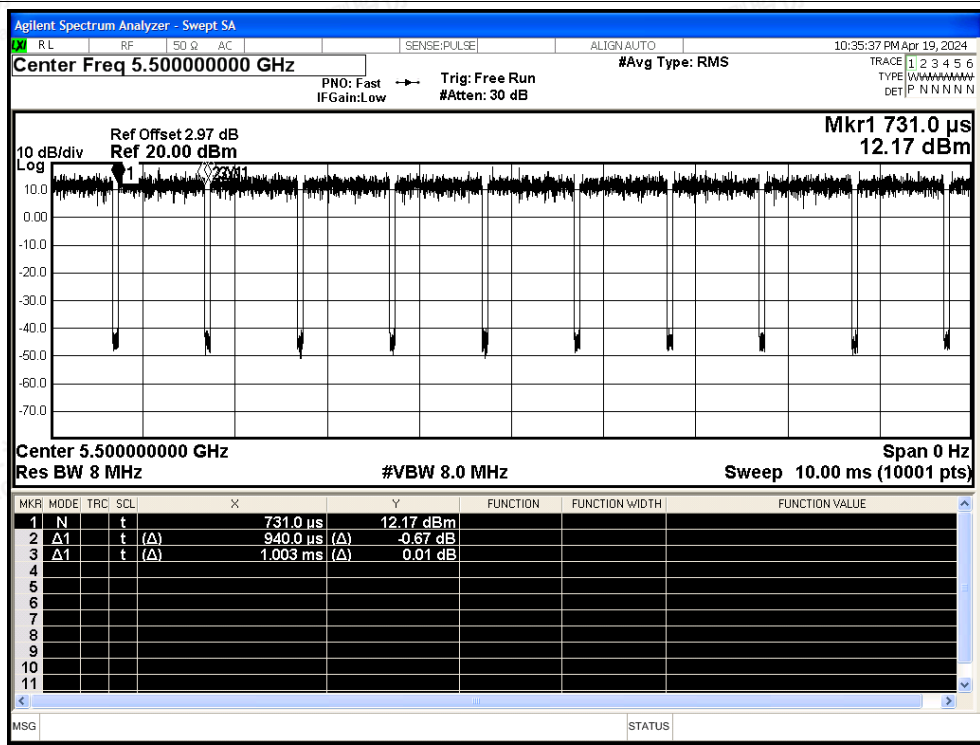 Agilent Spectrum Analyzer - Swept SA
LXI RL RF 50 Ω AC SENSE:PULSE ALIGN AUTO 10:35:37 PM Apr 19, 2024
Center Freq 5.500000000 GHz #Avg Type: RMS TRACE 1 2 3 4 5 6
PNO: Fast Trig: Free Run TYPE
IFGain:Low #Atten: 30 dB DET P N N N N N
Mkr1 731.0 µs
Ref Offset 2.97 dB
10 dB/div Ref 20.00 dBm 12.17 dBm
Log
1
10.0
0.00
-10.0
-20.0
-30.0
-40.0
-50.0
-60.0
-70.0
Center 5.500000000 GHz Span 0 Hz
Res BW 8 MHz #VBW 8.0 MHz Sweep 10.00 ms (10001 pts)
MKR MODE TRC SCL X Y FUNCTION FUNCTION WIDTH FUNCTION VALUE
1 N t 731.0 µs 12.17 dBm
2 Δ1 t (Δ) 940.0 µs (Δ) -0.67 dB
3 Δ1 t (Δ) 1.003 ms (Δ) 0.01 dB
4
5
6
7
8
9
10
11
MSG STATUS